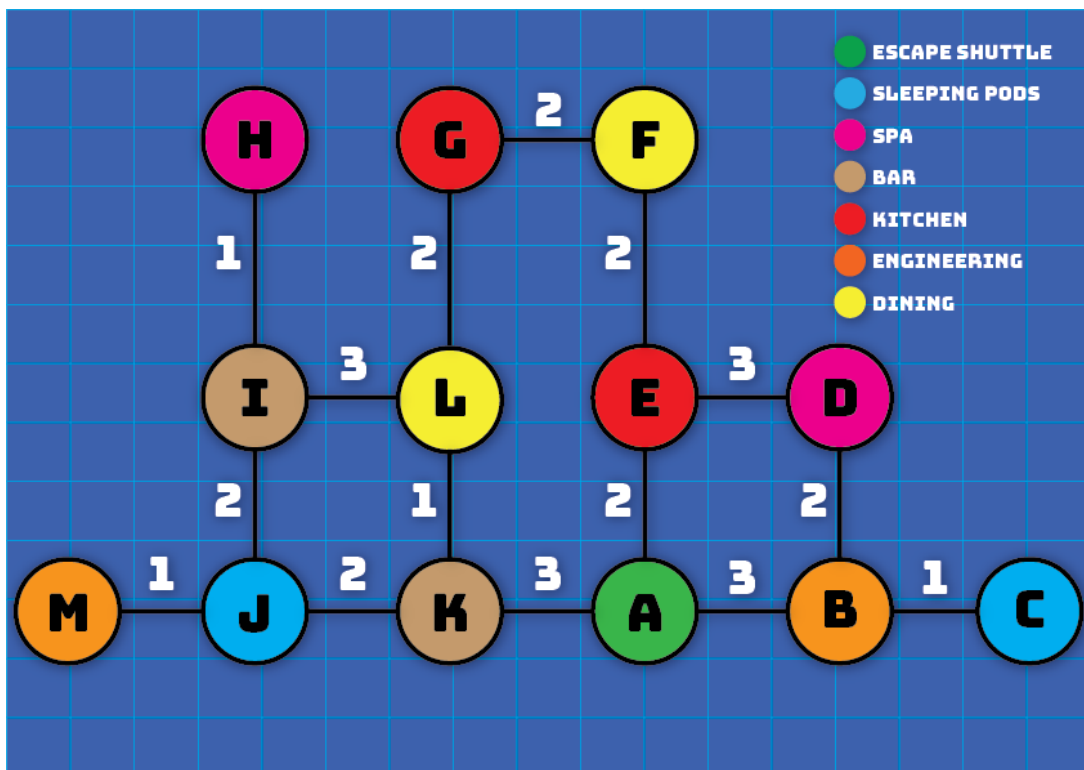 ESCAPE SHUTTLE
SLEEPING PODS
SPA
BAR
KITCHEN
ENGINEERING
DINING
H G 2 F
1 2 2
I 3 L E 3 D
2 1 2 2
M 1 J 2 K 3 A 3 B 1 C